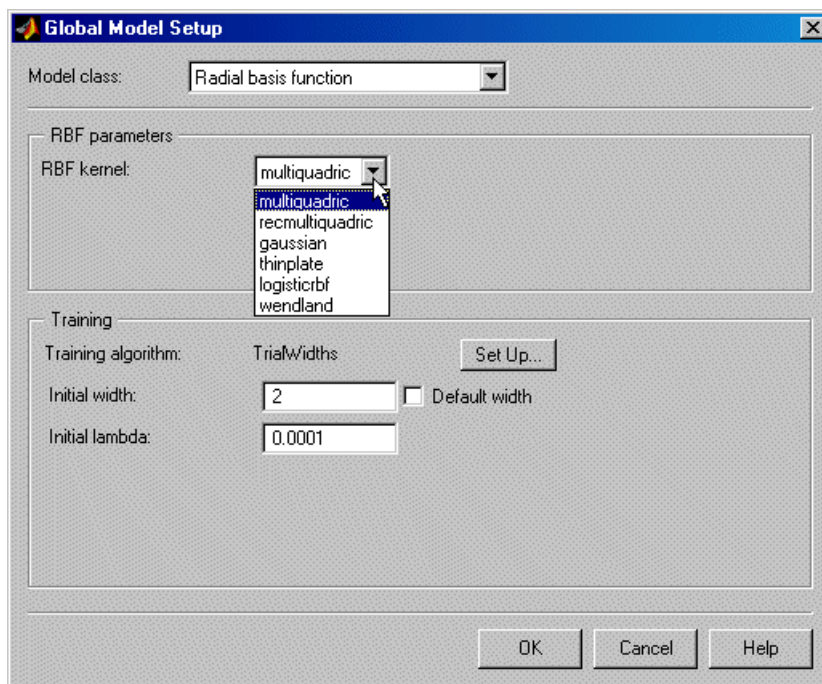 Global Model Setup
Model class: Radial basis function
RBF parameters
RBF kernel: multiquadric
multiquadric
recmultiquadric
gaussian
thinplate
logisticrbf
wendland
Training
Training algorithm: TrialWidths Set Up...
Initial width: 2 Default width
Initial lambda: 0.0001
OK Cancel Help